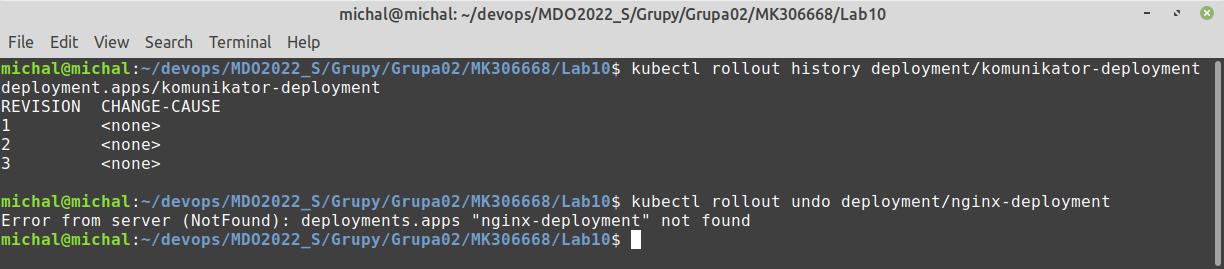 michal@michal: ~/devops/MDO2022_S/Grupy/Grupa02/MK306668/Lab10
File Edit View Search Terminal Help
michal@michal:~/devops/MDO2022_S/Grupy/Grupa02/MK306668/Lab10$ kubectl rollout history deployment/komunikator-deployment
deployment.apps/komunikator-deployment
REVISION  CHANGE-CAUSE
1         <none>
2         <none>
3         <none>
michal@michal:~/devops/MDO2022_S/Grupy/Grupa02/MK306668/Lab10$ kubectl rollout undo deployment/nginx-deployment
Error from server (NotFound): deployments.apps "nginx-deployment" not found
michal@michal:~/devops/MDO2022_S/Grupy/Grupa02/MK306668/Lab10$